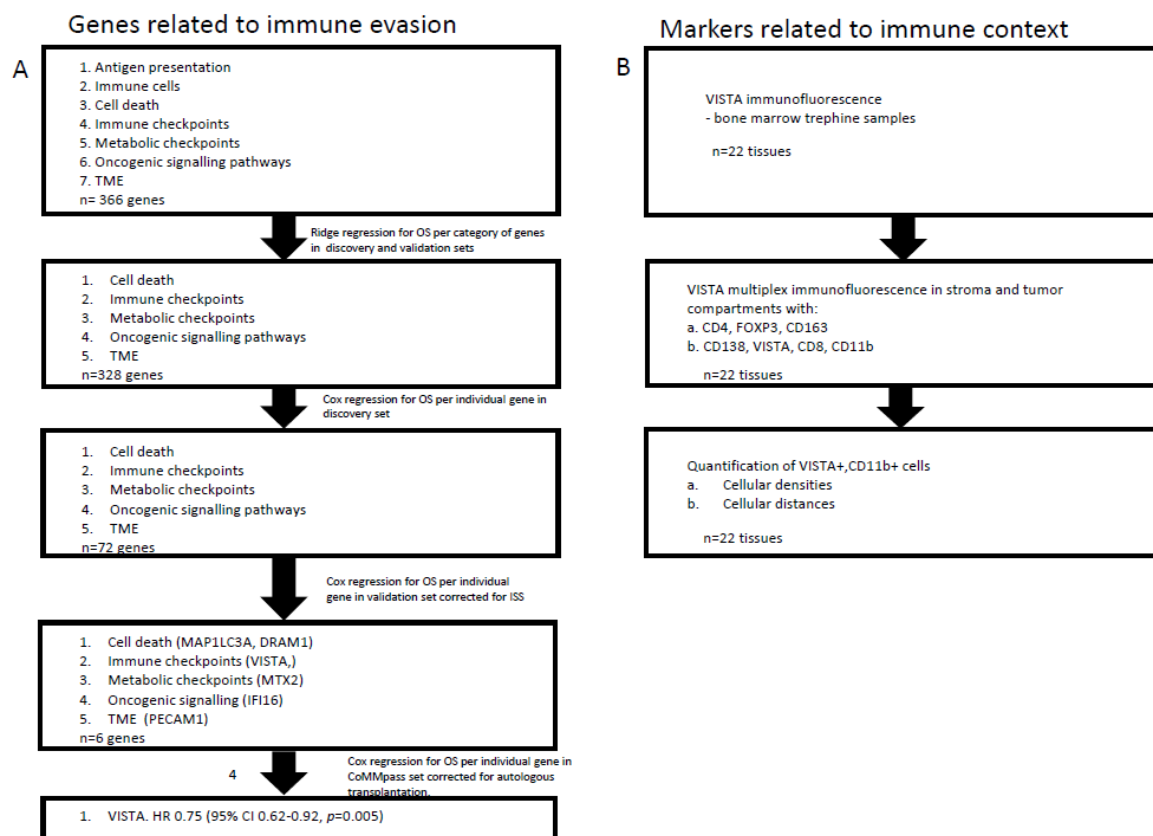 Genes related to immune evasion
A
1. Antigen presentation
2. Immune cells
3. Cell death
4. Immune checkpoints
5. Metabolic checkpoints
6. Oncogenic signalling pathways
7. TME
n= 366 genes
Ridge regression for OS per category of genes
in discovery and validation sets
1. Cell death
2. Immune checkpoints
3. Metabolic checkpoints
4. Oncogenic signalling pathways
5. TME
n=328 genes
Cox regression for OS per individual gene in
discovery set
1. Cell death
2. Immune checkpoints
3. Metabolic checkpoints
4. Oncogenic signalling pathways
5. TME
n=72 genes
Cox regression for OS per individual
gene in validation set corrected for ISS
1. Cell death (MAP1LC3A, DRAM1)
2. Immune checkpoints (VISTA,)
3. Metabolic checkpoints (MTX2)
4. Oncogenic signalling (IFI16)
5. TME (PECAM1)
n=6 genes
4
Cox regression for OS per individual gene in
CoMMpass set corrected for autologous
transplantation.
1. VISTA. HR 0.75 (95% CI 0.62-0.92, p=0.005)
Markers related to immune context
B
VISTA immunofluorescence
- bone marrow trephine samples
n=22 tissues
VISTA multiplex immunofluorescence in stroma and tumor
compartments with:
a. CD4, FOXP3, CD163
b. CD138, VISTA, CD8, CD11b
n=22 tissues
Quantification of VISTA+,CD11b+ cells
a. Cellular densities
b. Cellular distances
n=22 tissues